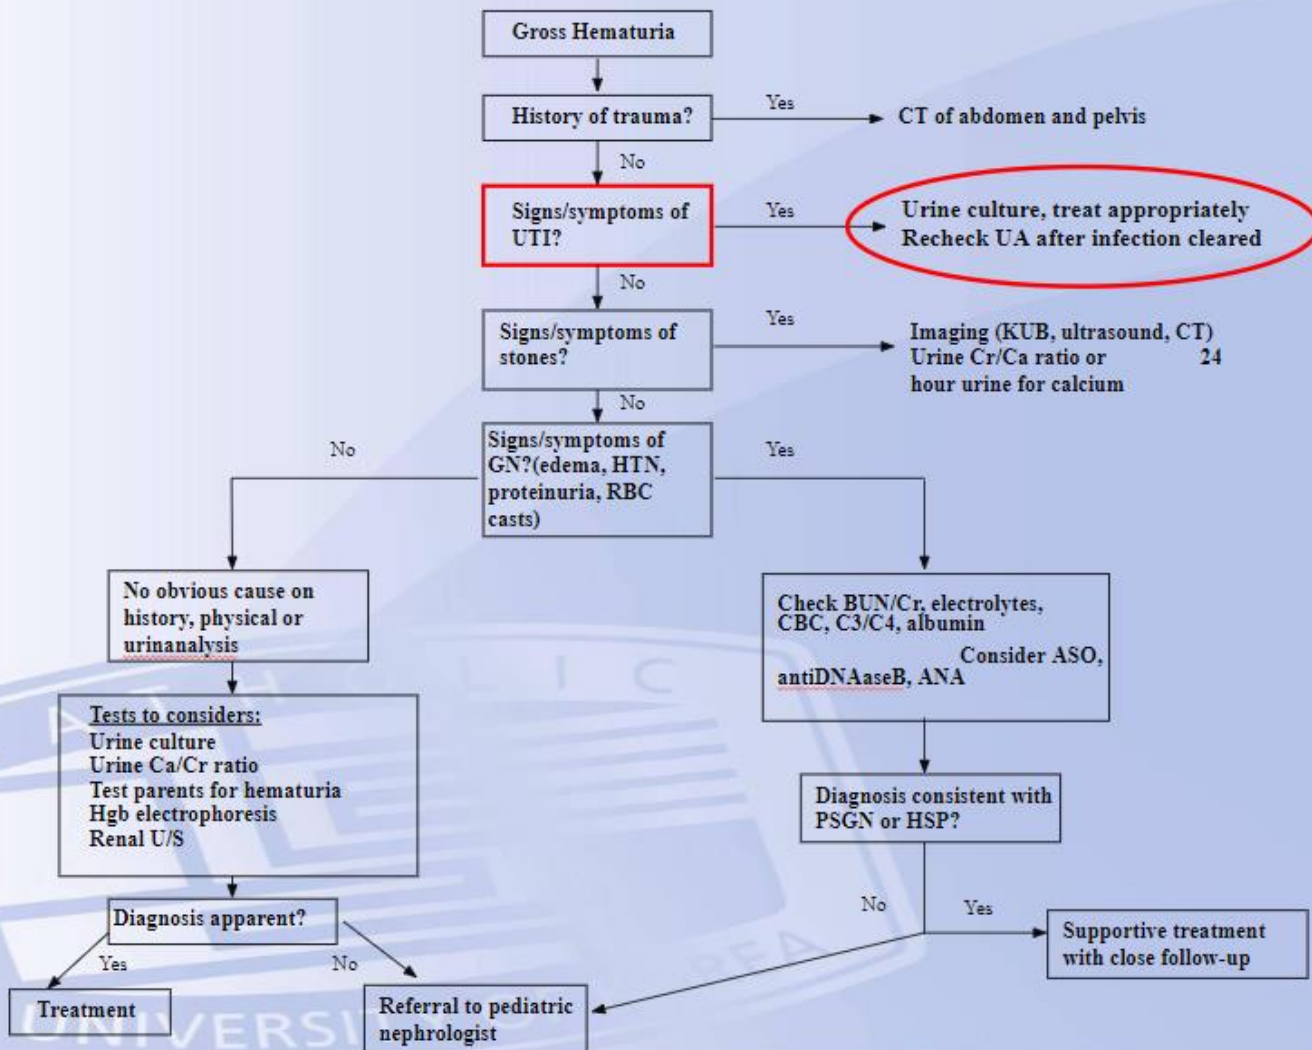 Gross Hematuria
History of trauma?
Yes
CT of abdomen and pelvis
No
Signs/symptoms of
UTI?
Yes
Urine culture, treat appropriately
Recheck UA after infection cleared
No
Signs/symptoms of
stones?
Yes
Imaging (KUB, ultrasound, CT)
Urine Cr/Ca ratio or 24
hour urine for calcium
No
Signs/symptoms of
GN?(edema, HTN,
proteinuria, RBC
casts)
No
Yes
No obvious cause on
history, physical or
urinanalysis
Check BUN/Cr, electrolytes,
CBC, C3/C4, albumin
Consider ASO,
antiDNAaseB, ANA
Tests to considers:
Urine culture
Urine Ca/Cr ratio
Test parents for hematuria
Hgb electrophoresis
Renal U/S
Diagnosis consistent with
PSGN or HSP?
Diagnosis apparent?
No
Yes
Supportive treatment
with close follow-up
Yes
No
Treatment
Referral to pediatric
nephrologist
UNIVERSITY